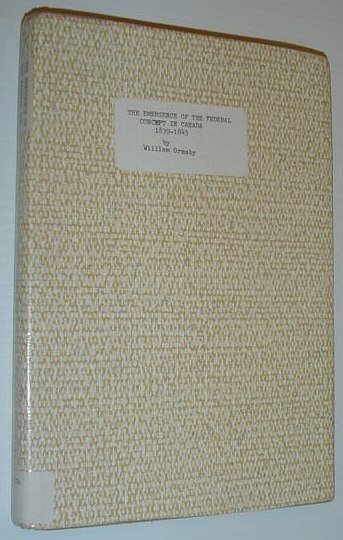 THE EMERGENCE OF THE FEDERAL
CONCEPT IN CANADA
1839-1845
by
William Ormsby